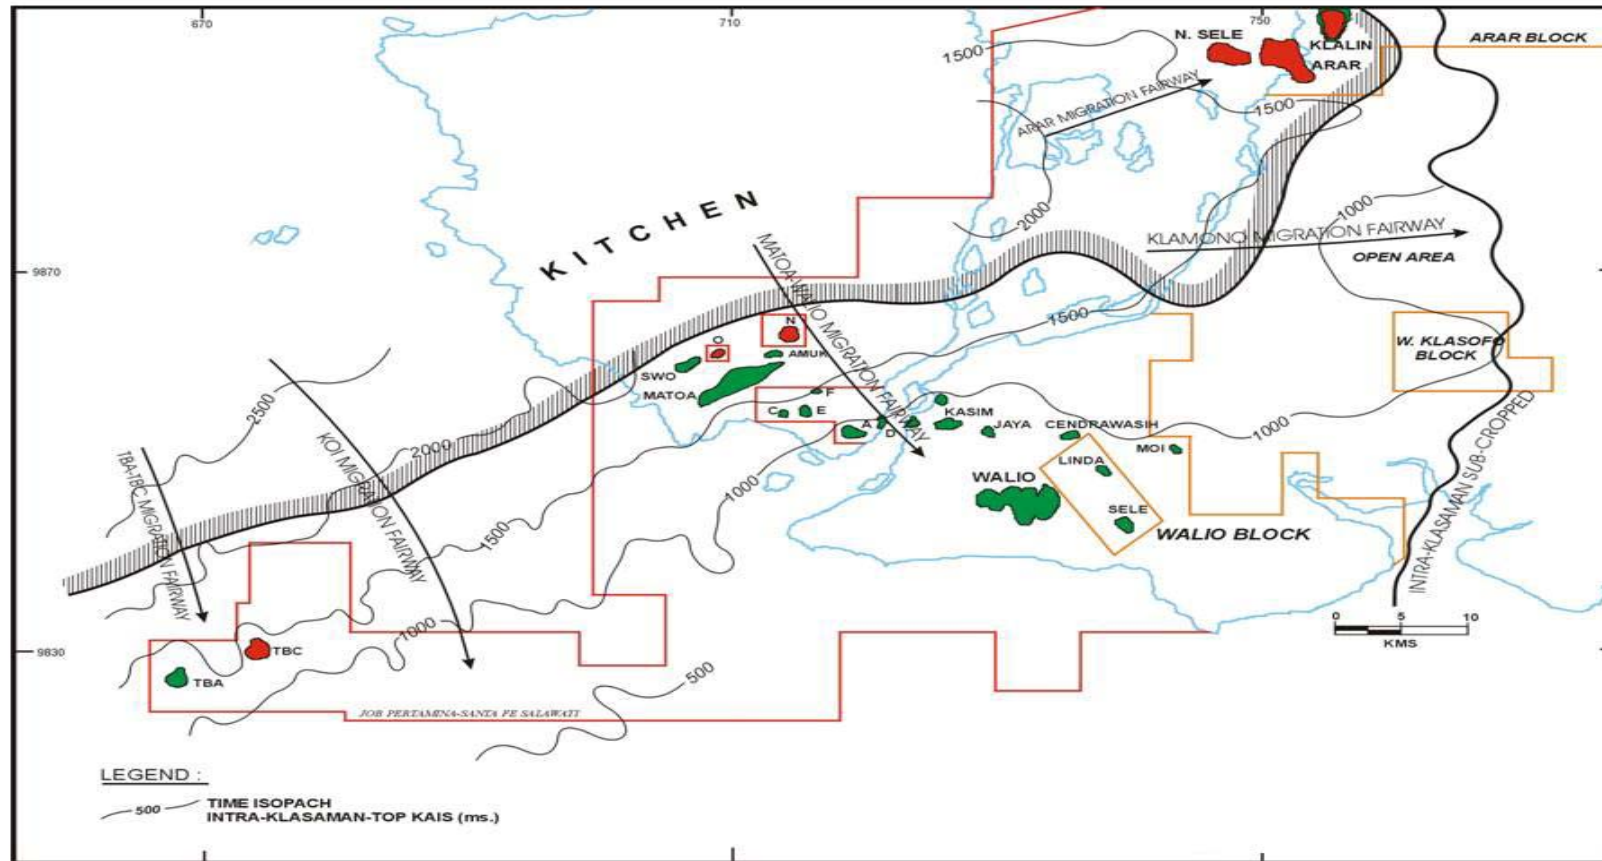 670
710
750
N. SELE
KLALIN
ARAR BLOCK
ARAR
1500
ARAR MIGRATION FAIRWAY
1500
KITCHEN
2000
1000
KLAMONO MIGRATION FAIRWAY
MATOA-WALIO MIGRATION FAIRWAY
OPEN AREA
9870
1500
N
O
AMUK
W. KLASOFO
BLOCK
SWO
MATOA
F
C
E
2500
A
D
KASIM
JAYA
CENDRAWASIH
1000
MOI
KOI MIGRATION FAIRWAY
2000
TBA-TBC MIGRATION FAIRWAY
LINDA
WALIO
1000
SELE
1500
WALIO BLOCK
INTRA-KLASAMAN SUB-CROPPED
0 5 10
KMS
1000
9830
TBC
TBA
500
JOB PERTAMINA-SANTA FE SALAWATI
LEGEND :
500
TIME ISOPACH
INTRA-KLASAMAN-TOP KAIS (ms.)